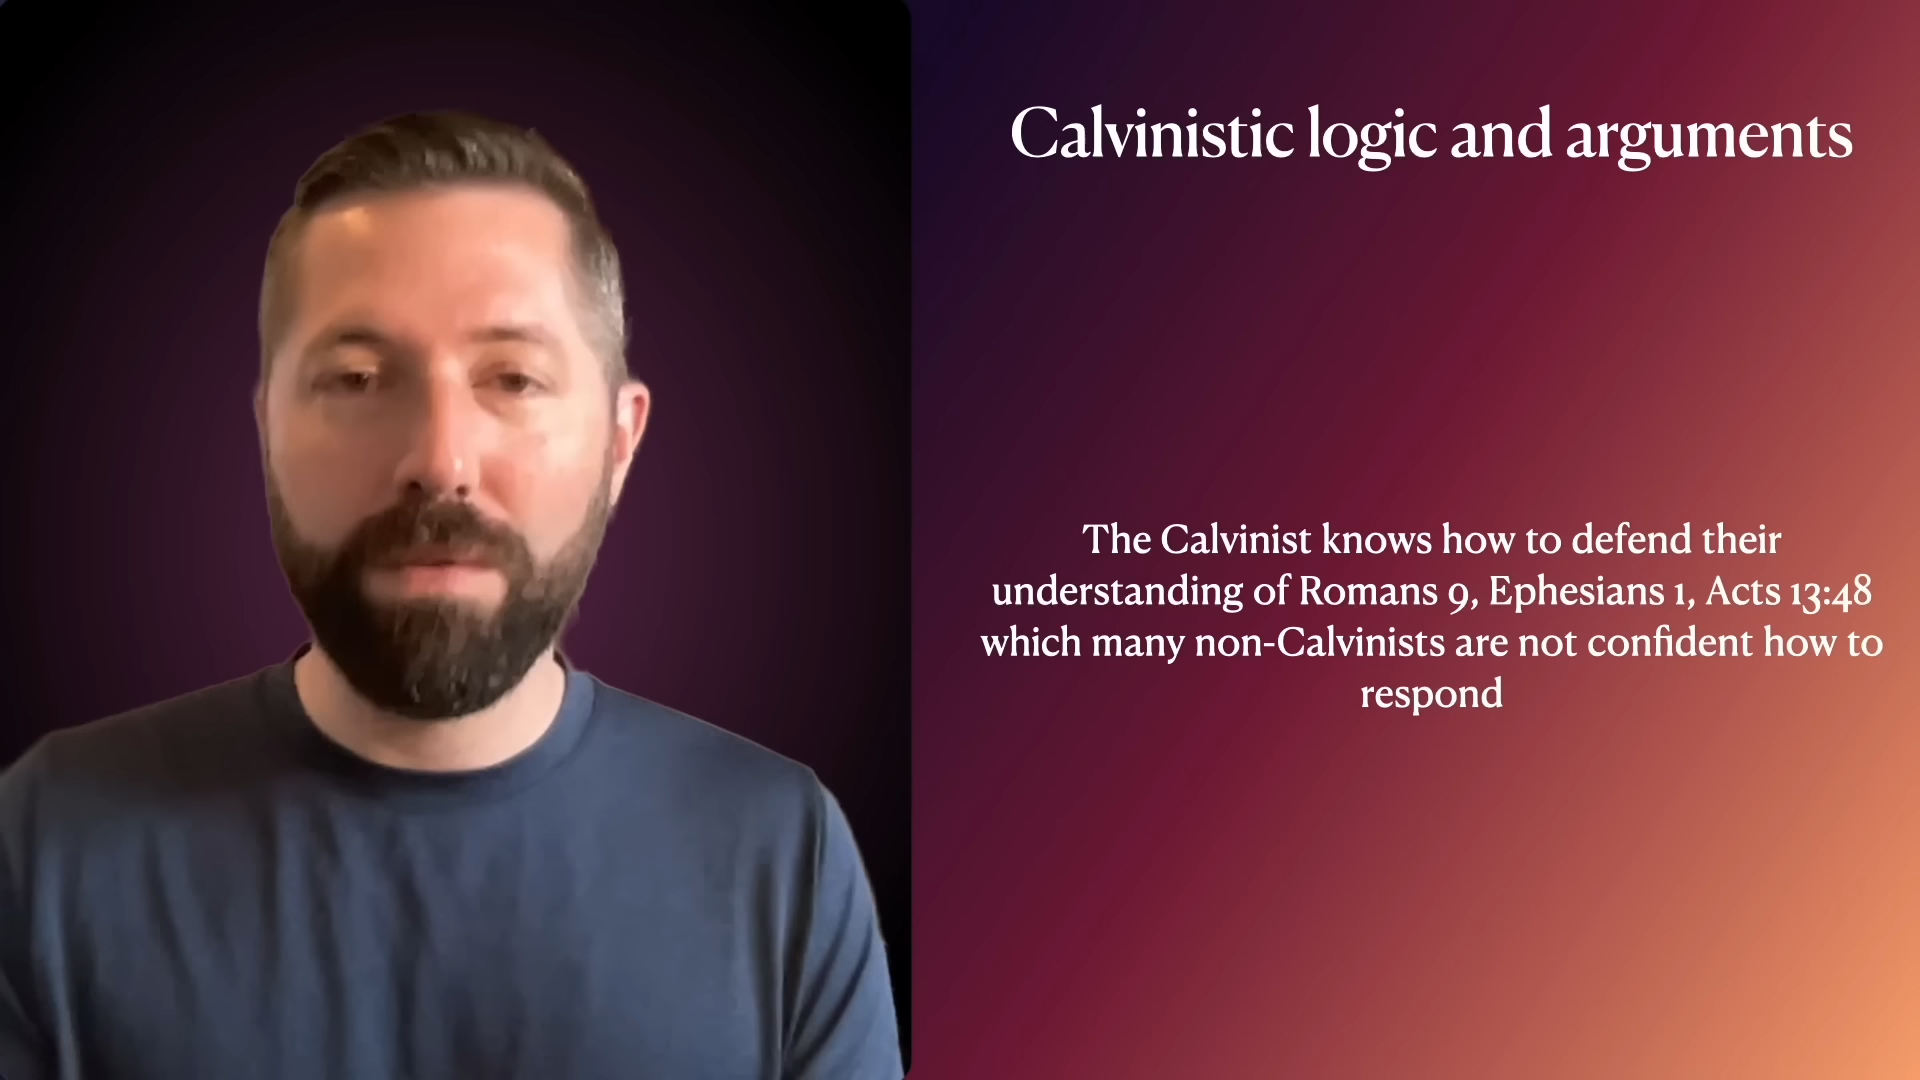 Calvinistic logic and arguments
The Calvinist knows how to defend their
understanding of Romans 9, Ephesians 1, Acts 13:48
which many non-Calvinists are not confident how to
respond